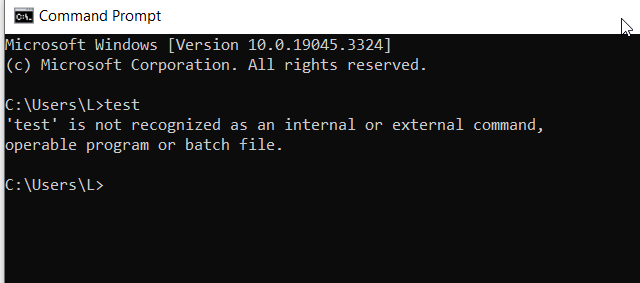 Command Prompt
Microsoft Windows [Version 10.0.19045.3324]
(c) Microsoft Corporation. All rights reserved.
C:\Users\L>test
'test' is not recognized as an internal or external command,
operable program or batch file.
C:\Users\L>